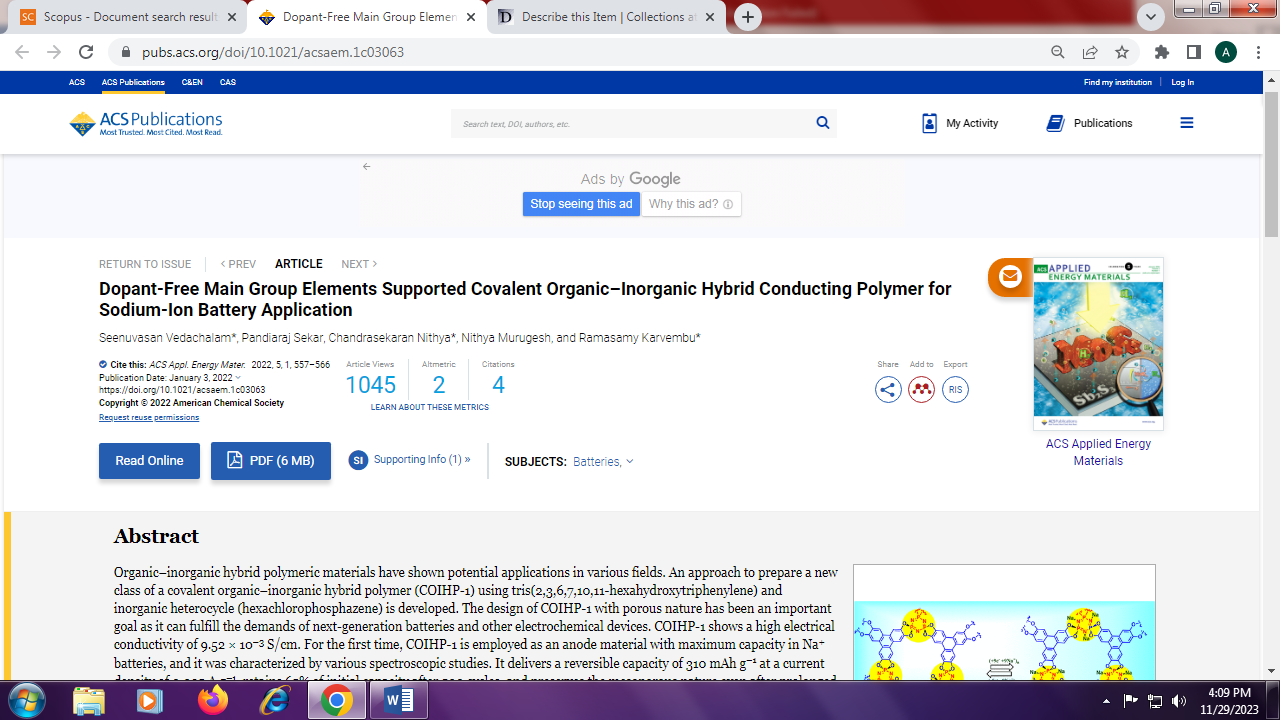 Scopus - Document search result
Dopant-Free Main Group Elemen
Describe this Item | Collections a
pubs.acs.org/doi/10.1021/acsaem.1c03063
A
ACS ACS Publications C&EN CAS
Find my institution | Log In
ACS Publications
Most Trusted. Most Cited. Most Read.
Search text, DOI, authors, etc.
My Activity
Publications
Ads by Google
Stop seeing this ad
Why this ad?
RETURN TO ISSUE | < PREV ARTICLE NEXT >
Dopant-Free Main Group Elements Supported Covalent Organic–Inorganic Hybrid Conducting Polymer for
Sodium-Ion Battery Application
Seenuvasan Vedachalam*, Pandiaraj Sekar, Chandrasekaran Nithya*, Nithya Murugesh, and Ramasamy Karvembu*
Cite this: ACS Appl. Energy Mater. 2022, 5, 1, 557–566
Publication Date: January 3, 2022
https://doi.org/10.1021/acsaem.1c03063
Copyright © 2022 American Chemical Society
Request reuse permissions
Article Views Altmetric Citations
1045 2 4
LEARN ABOUT THESE METRICS
Share Add to Export
RIS
ACS APPLIED
ENERGY MATERIALS
Sb₂S₃
ACS Publications
ACS Applied Energy
Materials
Read Online
PDF (6 MB)
SI Supporting Info (1) »
SUBJECTS: Batteries,
Abstract
Organic–inorganic hybrid polymeric materials have shown potential applications in various fields. An approach to prepare a new
class of a covalent organic–inorganic hybrid polymer (COIHP-1) using tris(2,3,6,7,10,11-hexahydroxytriphenylene) and
inorganic heterocycle (hexachlorophosphazene) is developed. The design of COIHP-1 with porous nature has been an important
goal as it can fulfill the demands of next-generation batteries and other electrochemical devices. COIHP-1 shows a high electrical
conductivity of 9.52 × 10⁻³ S/cm. For the first time, COIHP-1 is employed as an anode material with maximum capacity in Na⁺
batteries, and it was characterized by various spectroscopic studies. It delivers a reversible capacity of 310 mAh g⁻¹ at a current
4:09 PM
11/29/2023